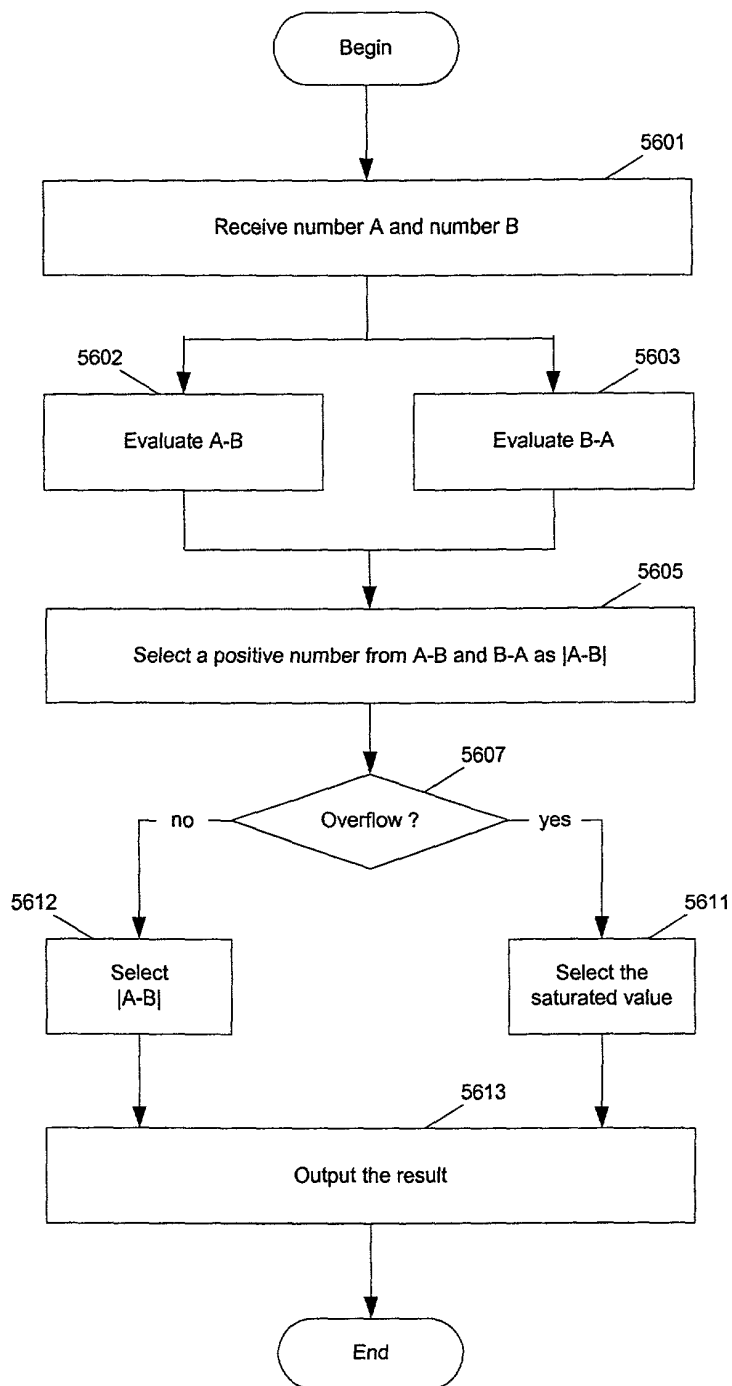 Begin
5601
Receive number A and number B
5602
5603
Evaluate A-B
Evaluate B-A
5605
Select a positive number from A-B and B-A as |A-B|
5607
no
Overflow ?
yes
5612
5611
Select
|A-B|
Select the
saturated value
5613
Output the result
End